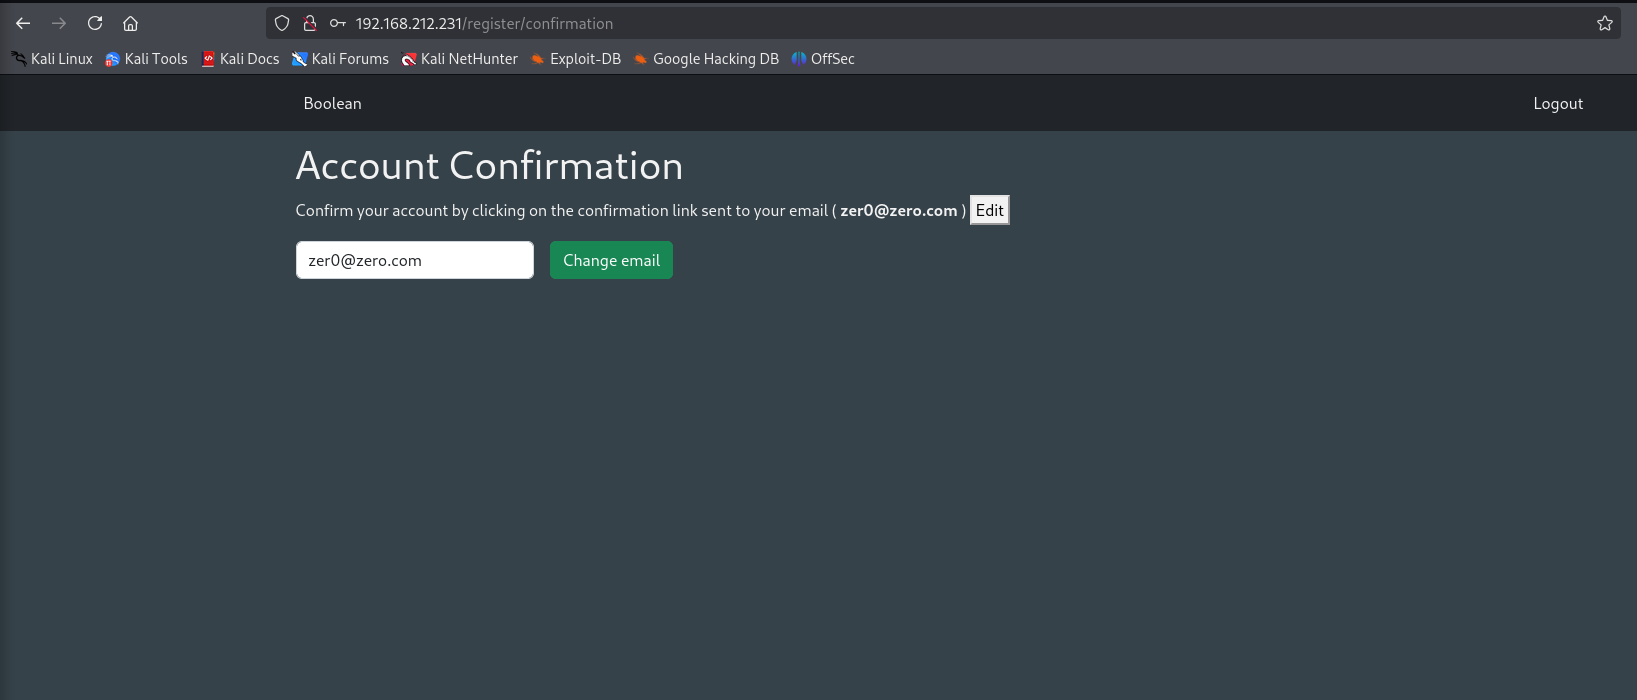 192.168.212.231/register/confirmation
Kali Linux Kali Tools Kali Docs Kali Forums Kali NetHunter Exploit-DB Google Hacking DB OffSec
Boolean Logout
Account Confirmation
Confirm your account by clicking on the confirmation link sent to your email ( zer0@zero.com ) Edit
zer0@zero.com Change email